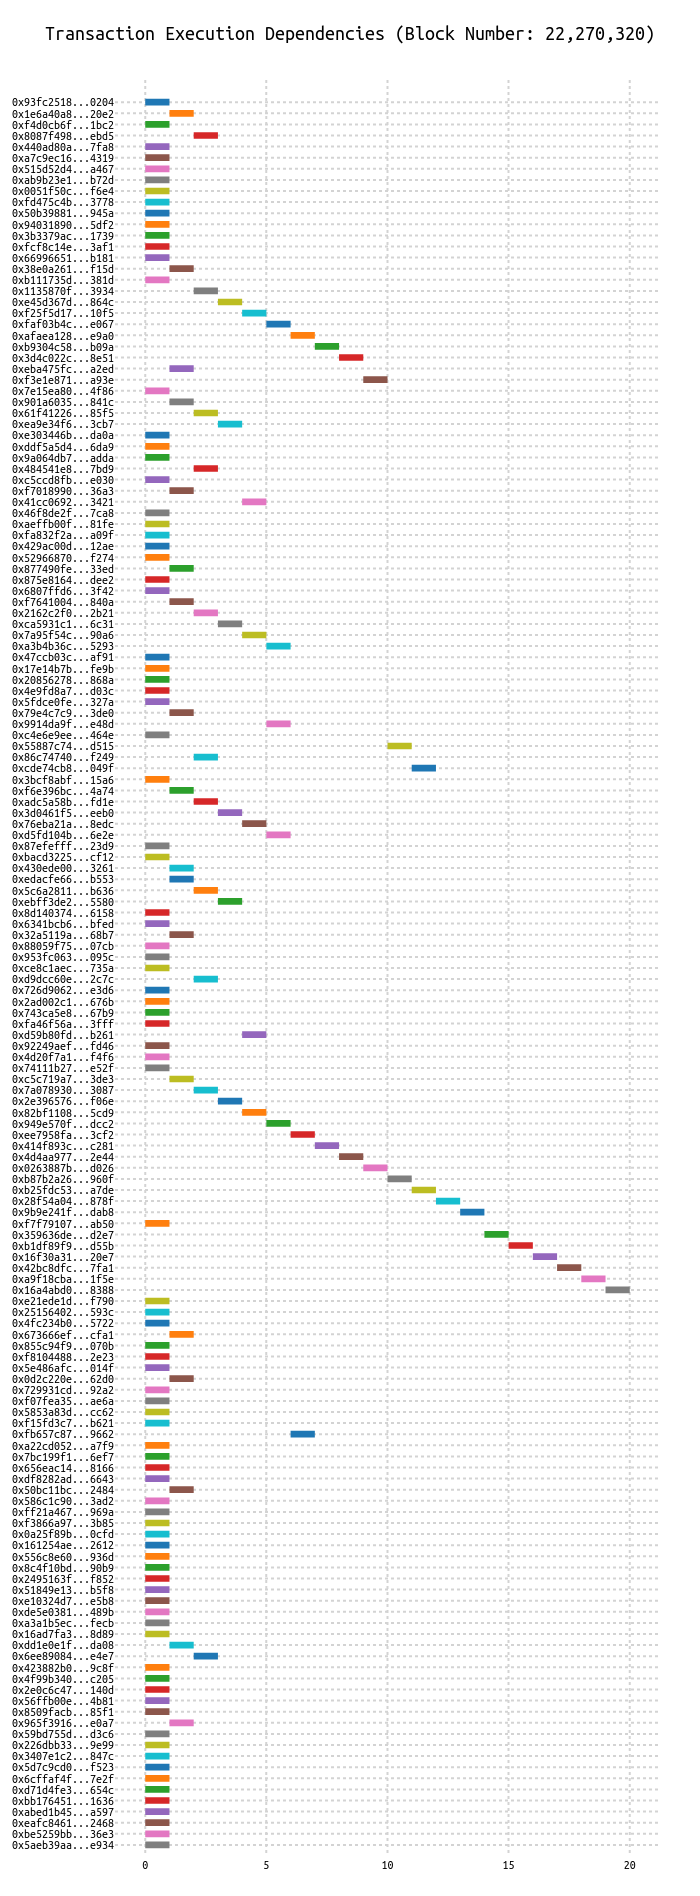 Transaction Execution Dependencies (Block Number: 22,270,320)
0x93fc2518...0204
0x1e6a40a8...20e2
0xf4d0cb6f...1bc2
0x8087f498...ebd5
0x440ad80a...7fa8
0xa7c9ec16...4319
0x515d52d4...a467
0xab9b23e1...b72d
0x0051f50c...f6e4
0xfd475c4b...3778
0x50b39881...945a
0x94031890...5df2
0x3b3379ac...1739
0xfcf8c14e...3af1
0x66996651...b181
0x38e0a261...f15d
0xb111735d...381d
0x1135870f...3934
0xe45d367d...864c
0xf25f5d17...10f5
0xfaf03b4c...e067
0xafaea128...e9a0
0xb9304c58...b09a
0x3d4c022c...8e51
0xeba475fc...a2ed
0xf3e1e871...a93e
0x7e15ea80...4f86
0x901a6035...841c
0x61f41226...85f5
0xea9e34f6...3cb7
0xe303446b...da0a
0xddf5a5d4...6da9
0x9a064db7...adda
0x484541e8...7bd9
0xc5ccd8fb...e030
0xf7018990...36a3
0x41cc0692...3421
0x46f8de2f...7ca8
0xaeffb00f...81fe
0xfa832f2a...a09f
0x429ac00d...12ae
0x52966870...f274
0x877490fe...33ed
0x875e8164...dee2
0x6807ffd6...3f42
0xf7641004...840a
0x2162c2f0...2b21
0xca5931c1...6c31
0x7a95f54c...90a6
0xa3b4b36c...5293
0x47ccb03c...af91
0x17e14b7b...fe9b
0x20856278...868a
0x4e9fd8a7...d03c
0x5fdce0fe...327a
0x79e4c7c9...3de0
0x9914da9f...e48d
0xc4e6e9ee...464e
0x55887c74...d515
0x86c74740...f249
0xcde74cb8...049f
0x3bcf8abf...15a6
0xf6e396bc...4a74
0xadc5a58b...fd1e
0x3d0461f5...eeb0
0x76eba21a...8edc
0xd5fd104b...6e2e
0x87efefff...23d9
0xbacd3225...cf12
0x430ede00...3261
0xedacfe66...b553
0x5c6a2811...b636
0xebff3de2...5580
0x8d140374...6158
0x6341bcb6...bfed
0x32a5119a...68b7
0x88059f75...07cb
0x953fc063...095c
0xce8c1aec...735a
0xd9dcc60e...2c7c
0x726d9062...e3d6
0x2ad002c1...676b
0x743ca5e8...67b9
0xfa46f56a...3fff
0xd59b80fd...b261
0x92249aef...fd46
0x4d20f7a1...f4f6
0x74111b27...e52f
0xc5c719a7...3de3
0x7a078930...3087
0x2e396576...f06e
0x82bf1108...5cd9
0x949e570f...dcc2
0xee7958fa...3cf2
0x414f893c...c281
0x4d4aa977...2e44
0x0263887b...d026
0xb87b2a26...960f
0xb25fdc53...a7de
0x28f54a04...878f
0x9b9e241f...dab8
0xf7f79107...ab50
0x359636de...d2e7
0xb1df89f9...d55b
0x16f30a31...20e7
0x42bc8dfc...7fa1
0xa9f18cba...1f5e
0x16a4abd0...8388
0xe21ede1d...f790
0x25156402...593c
0x4fc234b0...5722
0x673666ef...cfa1
0x855c94f9...070b
0xf8104488...2e23
0x5e486afc...014f
0x0d2c220e...62d0
0x729931cd...92a2
0xf07fea35...ae6a
0x5853a83d...cc62
0xf15fd3c7...b621
0xfb657c87...9662
0xa22cd052...a7f9
0x7bc199f1...6ef7
0x656eac14...8166
0xdf8282ad...6643
0x50bc11bc...2484
0x586c1c90...3ad2
0xff21a467...969a
0xf3866a97...3b85
0x0a25f89b...0cfd
0x161254ae...2612
0x556c8e60...936d
0x8c4f10bd...90b9
0x2495163f...f852
0x51849e13...b5f8
0xe10324d7...e5b8
0xde5e0381...489b
0xa3a1b5ec...fecb
0x16ad7fa3...8d89
0xdd1e0e1f...da08
0x6ee89084...e4e7
0x423882b0...9c8f
0x4f99b340...c205
0x2e0c6c47...140d
0x56ffb00e...4b81
0x8509facb...85f1
0x965f3916...e0a7
0x59bd755d...d3c6
0x226dbb33...9e99
0x3407e1c2...847c
0x5d7c9cd0...f523
0x6cffaf4f...7e2f
0xd71d4fe3...654c
0xbb176451...1636
0xabed1b45...a597
0xeafc8461...2468
0xbe5259bb...36e3
0x5aeb39aa...e934
0 5 10 15 20